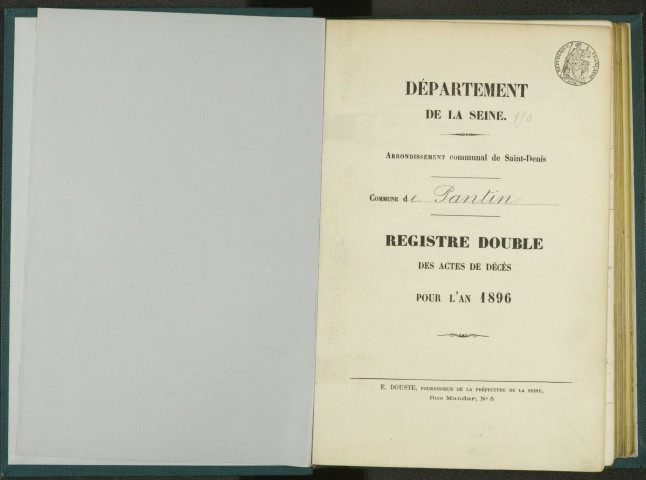 DÉPARTEMENT
DE LA SEINE.
ARRONDISSEMENT communal de Saint-Denis
COMMUNE de Pantin
REGISTRE DOUBLE
DES ACTES DE DÉCÈS
POUR L'AN 1896
E. DOUSTE, FOURNISSEUR DE LA PRÉFECTURE DE LA SEINE,
Rue Mandar, N° 5